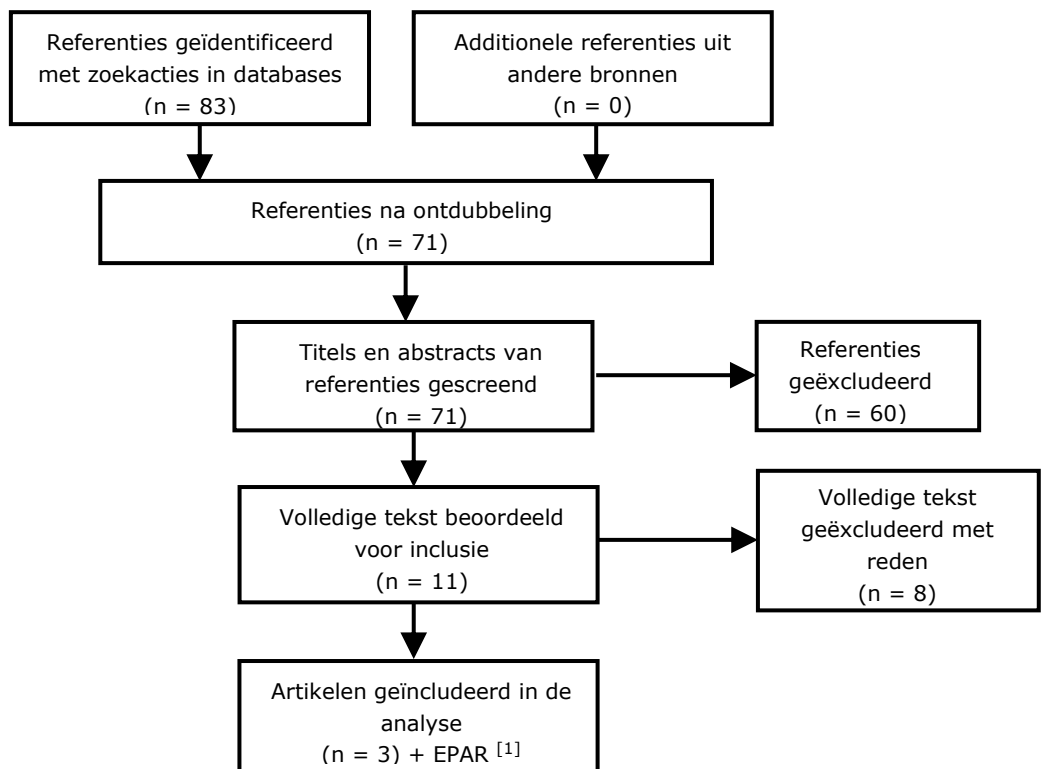 Referenties geïdentificeerd
met zoekacties in databases
(n = 83)
Additionele referenties uit
andere bronnen
(n = 0)
Referenties na ontdubbeling
(n = 71)
Titels en abstracts van
referenties gescreend
(n = 71)
Referenties
geëxcludeerd
(n = 60)
Volledige tekst beoordeeld
voor inclusie
(n = 11)
Volledige tekst
geëxcludeerd met
reden
(n = 8)
Artikelen geïncludeerd in de
analyse
(n = 3) + EPAR [1]